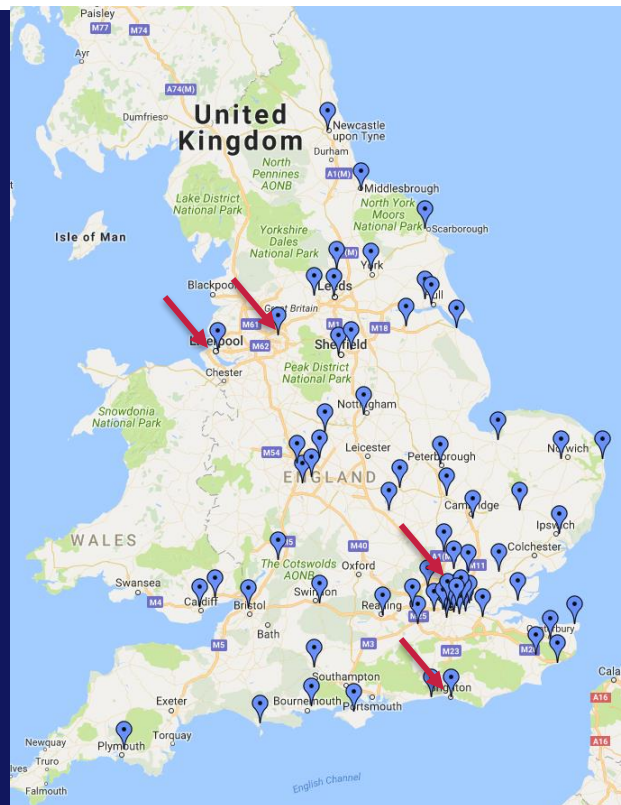 Paisley
M77
M74
Ayr
A74(M)
Dumfries
United
Kingdom
Newcastle
upon Tyne
Durham
North
Pennines
AONB
A1(M)
Middlesbrough
Lake District
National Park
North York
Moors
National Park
Scarborough
Isle of Man
Yorkshire
Dales
National Park
York
Leeds
Blackpool
Great Britain
M61
M62
M18
Sheffield
Chester
Peak District
National Park
Snowdonia
National Park
Nottingham
M54
Leicester
Peterborough
Norwich
ENGLAND
Cambridge
Ipswich
WALES
M40
A1(M)
Colchester
M11
The Cotswolds
AONB
Oxford
Swansea
M4
Cardiff
Bristol
Swindon
Reading
M25
Bath
M3
M23
M5
Southampton
Bournemouth
Portsmouth
Exeter
Torquay
Plymouth
Newquay
Truro
Falmouth
English Channel
A16
A16